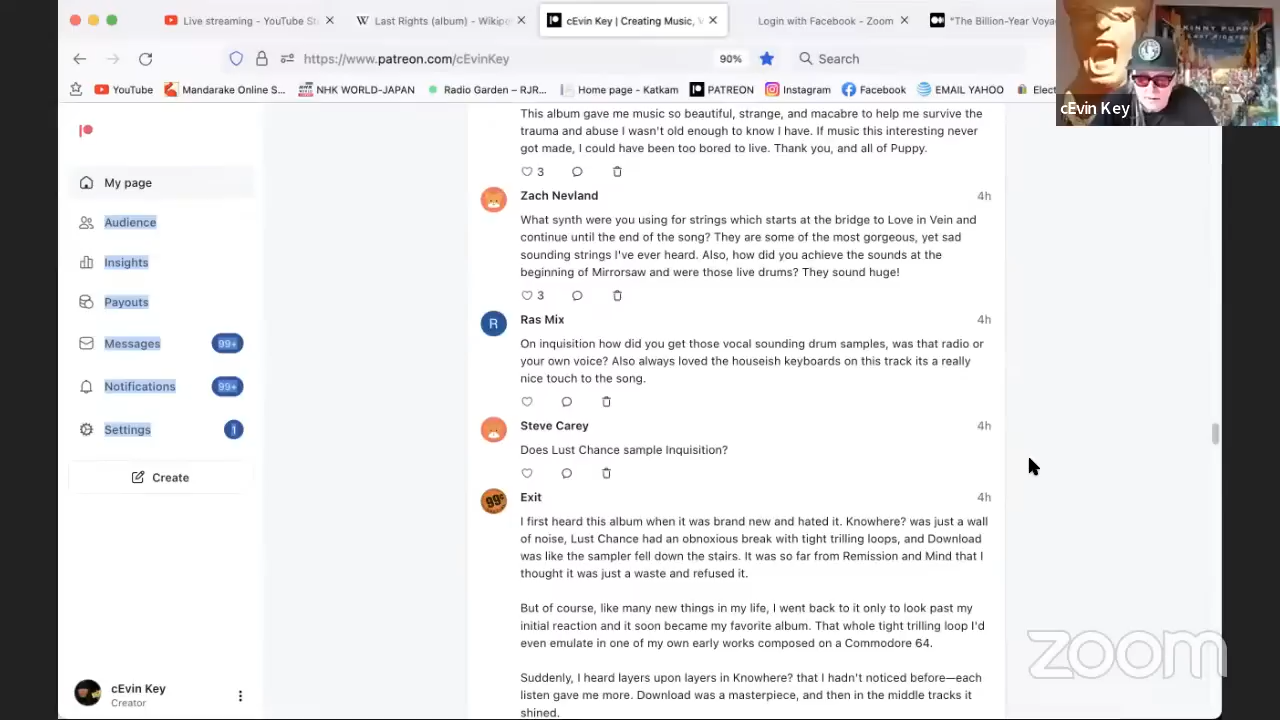 Live streaming - YouTube St
Last Rights (album) - Wikipe
cEvin Key | Creating Music, V
Login with Facebook - Zoom
"The Billion-Year Voya
https://www.patreon.com/cEvinKey
90%
Search
YouTube
Mandarake Online S...
NHK WORLD-JAPAN
Radio Garden – RJR...
Home page - Katkam
PATREON
Instagram
Facebook
EMAIL YAHOO
Elect
SKINNY PUPPY
LAST RIGHTS
cEvin Key
My page
Audience
Insights
Payouts
Messages 99+
Notifications 99+
Settings 1
Create
cEvin Key
Creator
This album gave me music so beautiful, strange, and macabre to help me survive the
trauma and abuse I wasn't old enough to know I have. If music this interesting never
got made, I could have been too bored to live. Thank you, and all of Puppy.
3
Zach Nevland 4h
What synth were you using for strings which starts at the bridge to Love in Vein and
continue until the end of the song? They are some of the most gorgeous, yet sad
sounding strings I've ever heard. Also, how did you achieve the sounds at the
beginning of Mirrorsaw and were those live drums? They sound huge!
3
R
Ras Mix 4h
On inquisition how did you get those vocal sounding drum samples, was that radio or
your own voice? Also always loved the houseish keyboards on this track its a really
nice touch to the song.
Steve Carey 4h
Does Lust Chance sample Inquisition?
99¢
Exit 4h
I first heard this album when it was brand new and hated it. Knowhere? was just a wall
of noise, Lust Chance had an obnoxious break with tight trilling loops, and Download
was like the sampler fell down the stairs. It was so far from Remission and Mind that I
thought it was just a waste and refused it.
But of course, like many new things in my life, I went back to it only to look past my
initial reaction and it soon became my favorite album. That whole tight trilling loop I'd
even emulate in one of my own early works composed on a Commodore 64.
Suddenly, I heard layers upon layers in Knowhere? that I hadn't noticed before—each
listen gave me more. Download was a masterpiece, and then in the middle tracks it
shined.
zoom